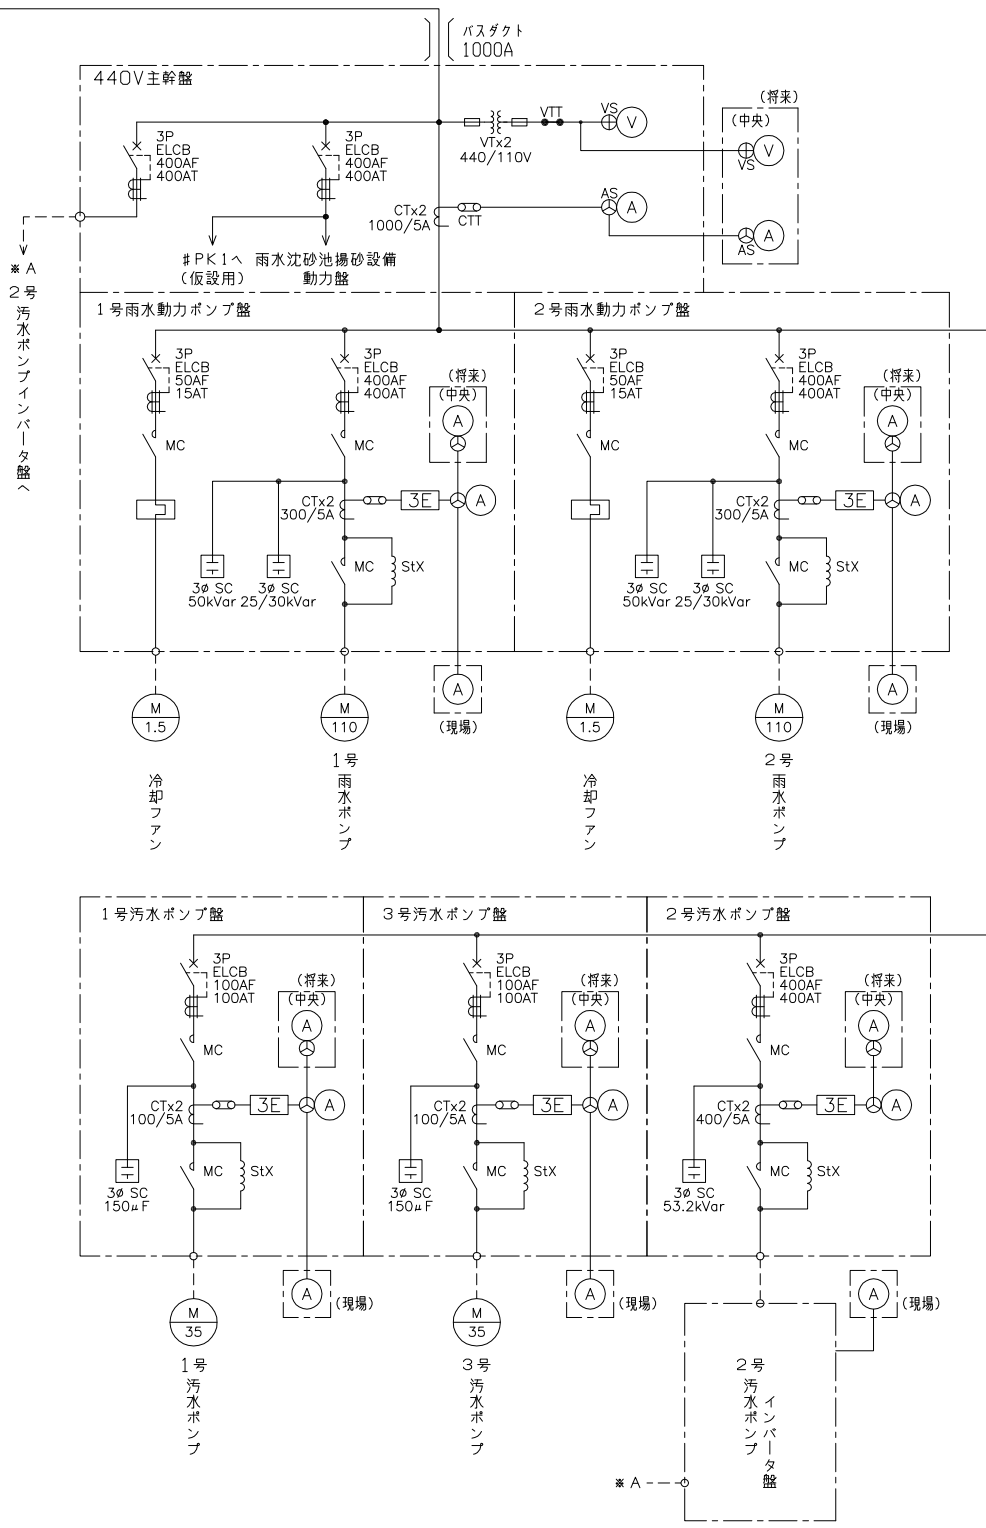 バスダクト
1000A
440V主幹盤
3P
ELCB
400AF
400AT
3P
ELCB
400AF
400AT
VTx2
440/110V
VTT
VS
V
(将来)
(中央)
VS
V
CTx2
1000/5A
CTT
AS
A
AS
A
♯PK1へ
(仮設用)
雨水沈砂池揚砂設備
動力盤
※A
2号
汚水ポンプインバータ盤へ
1号雨水動力ポンプ盤
3P
ELCB
50AF
15AT
MC
3P
ELCB
400AF
400AT
MC
(将来)
(中央)
A
CTx2
300/5A
3E
A
3ø SC
50kVar
3ø SC
25/30kVar
MC
StX
M
1.5
冷却ファン
M
110
1号
雨水ポンプ
A
(現場)
2号雨水動力ポンプ盤
3P
ELCB
50AF
15AT
MC
3P
ELCB
400AF
400AT
MC
(将来)
(中央)
A
CTx2
300/5A
3E
A
3ø SC
50kVar
3ø SC
25/30kVar
MC
StX
M
1.5
冷却ファン
M
110
2号
雨水ポンプ
A
(現場)
1号汚水ポンプ盤
3P
ELCB
100AF
100AT
MC
(将来)
(中央)
A
CTx2
100/5A
3E
A
3ø SC
150μF
MC
StX
M
35
1号
汚水ポンプ
A
(現場)
3号汚水ポンプ盤
3P
ELCB
100AF
100AT
MC
(将来)
(中央)
A
CTx2
100/5A
3E
A
3ø SC
150μF
MC
StX
M
35
3号
汚水ポンプ
A
(現場)
2号汚水ポンプ盤
3P
ELCB
400AF
400AT
MC
(将来)
(中央)
A
CTx2
400/5A
3E
A
3ø SC
53.2kVar
MC
StX
A
(現場)
2号
汚水ポンプ
インバータ盤
※A